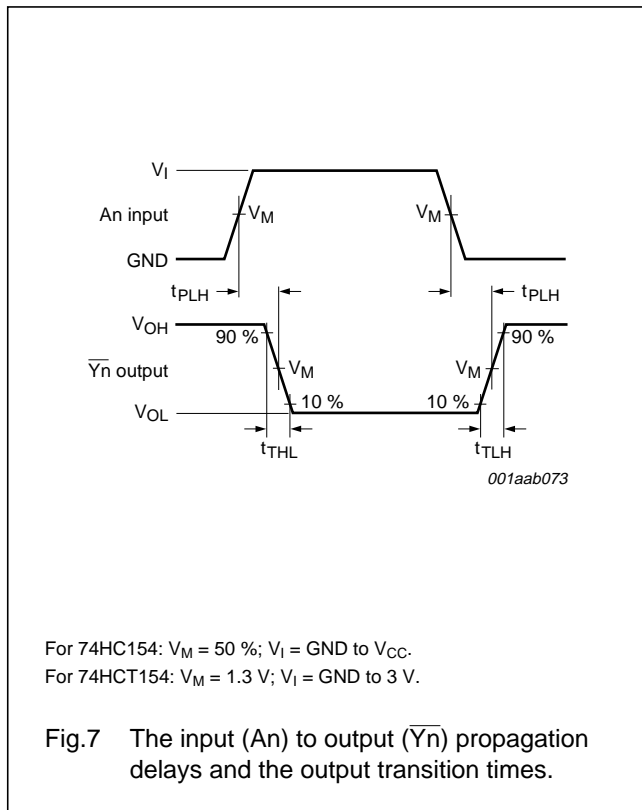 V_I
An input
V_M
V_M
GND
t_PLH
t_PLH
V_OH
90 %
90 %
Y̅n̅ output
V_M
V_M
10 %
10 %
V_OL
t_THL
t_TLH
001aab073
For 74HC154: V_M = 50 %; V_I = GND to V_CC.
For 74HCT154: V_M = 1.3 V; V_I = GND to 3 V.
Fig.7 The input (An) to output (Y̅n̅) propagation
delays and the output transition times.